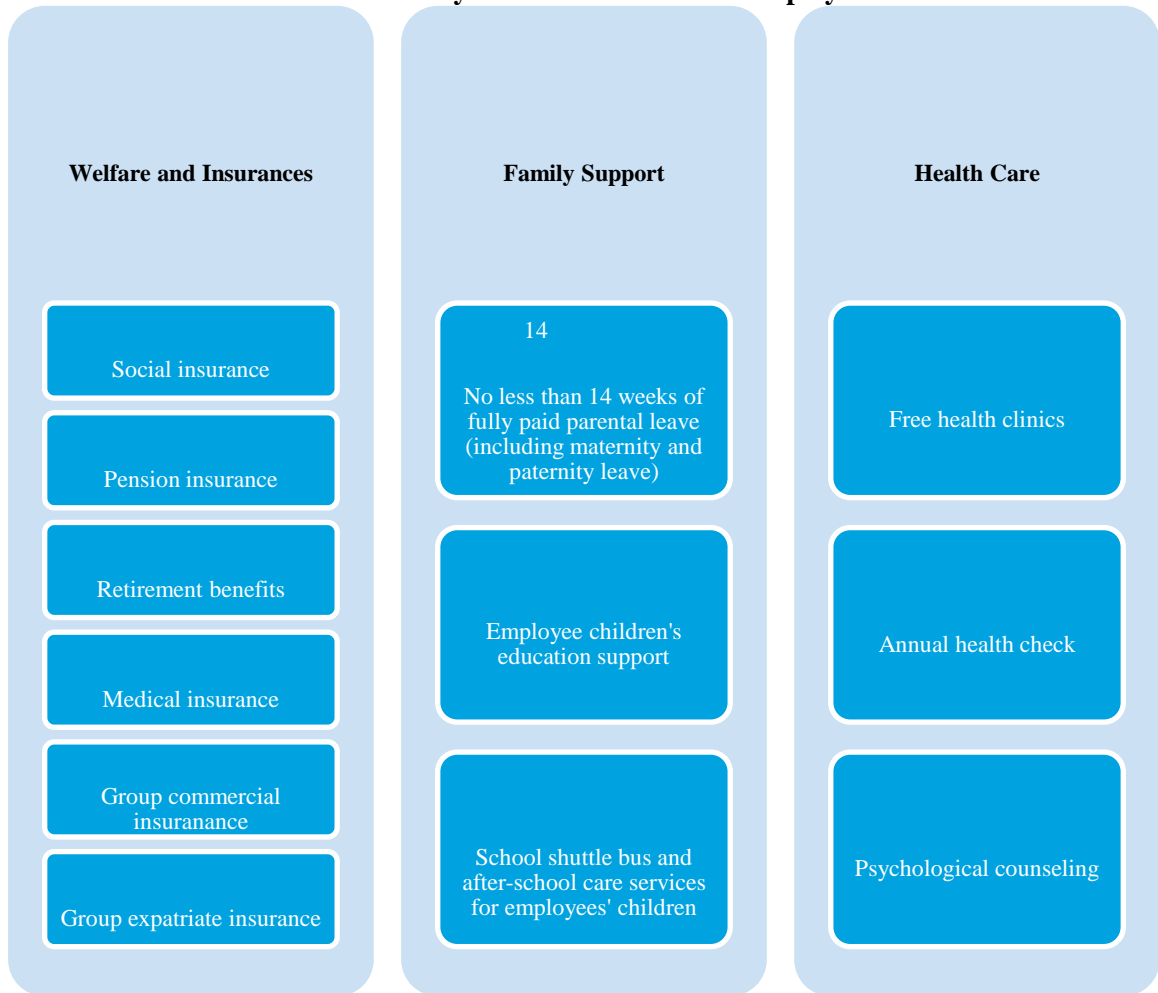 Welfare and Insurances
Social insurance
Pension insurance
Retirement benefits
Medical insurance
Group commercial
insuranance
Group expatriate insurance
Family Support
14
No less than 14 weeks of
fully paid parental leave
(including maternity and
paternity leave)
Employee children's
education support
School shuttle bus and
after-school care services
for employees' children
Health Care
Free health clinics
Annual health check
Psychological counseling